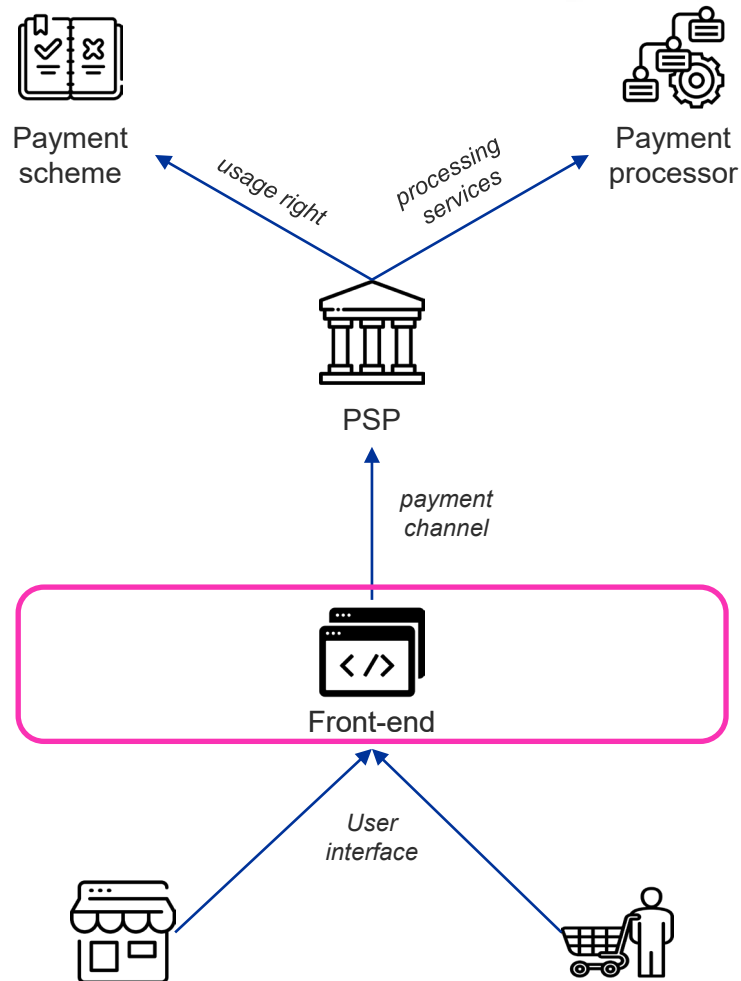 Payment
scheme
Payment
processor
usage right
processing
services
PSP
payment
channel
</>
Front-end
User
interface